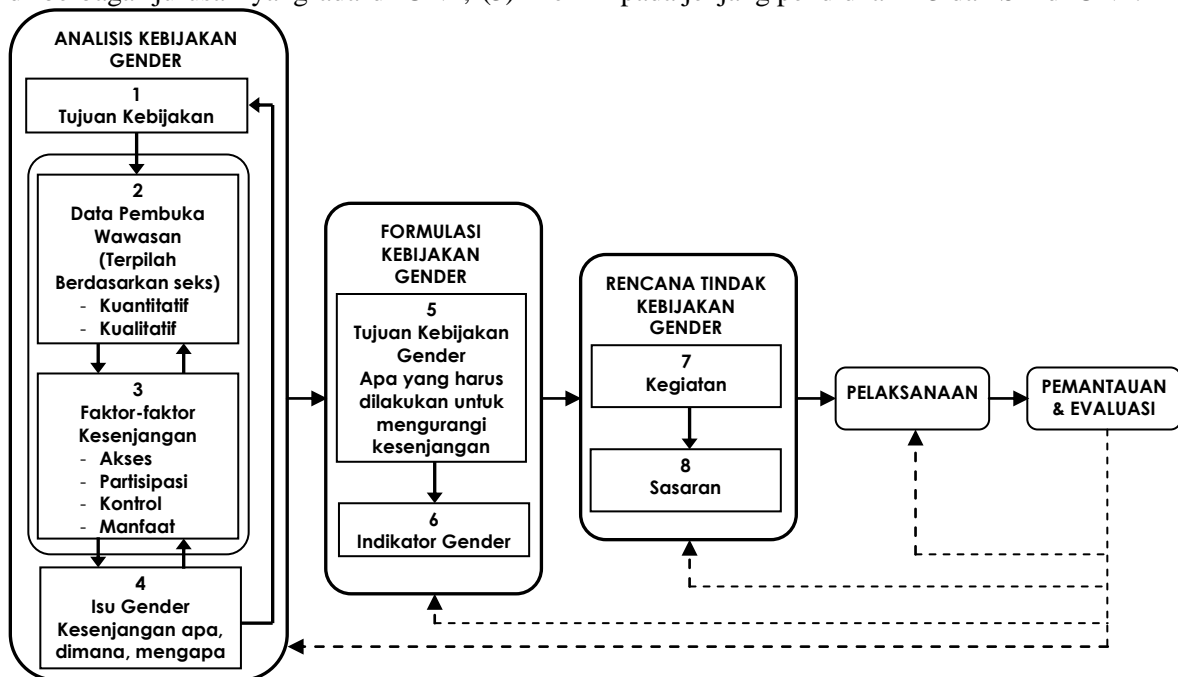 ANALISIS KEBIJAKAN
GENDER
1
Tujuan Kebijakan
2
Data Pembuka
Wawasan
(Terpilah
Berdasarkan seks)
- Kuantitatif
- Kualitatif
3
Faktor-faktor
Kesenjangan
- Akses
- Partisipasi
- Kontrol
- Manfaat
4
Isu Gender
Kesenjangan apa,
dimana, mengapa
FORMULASI
KEBIJAKAN
GENDER
5
Tujuan Kebijakan
Gender
Apa yang harus
dilakukan untuk
mengurangi
kesenjangan
6
Indikator Gender
RENCANA TINDAK
KEBIJAKAN
GENDER
7
Kegiatan
8
Sasaran
PELAKSANAAN
PEMANTAUAN
& EVALUASI